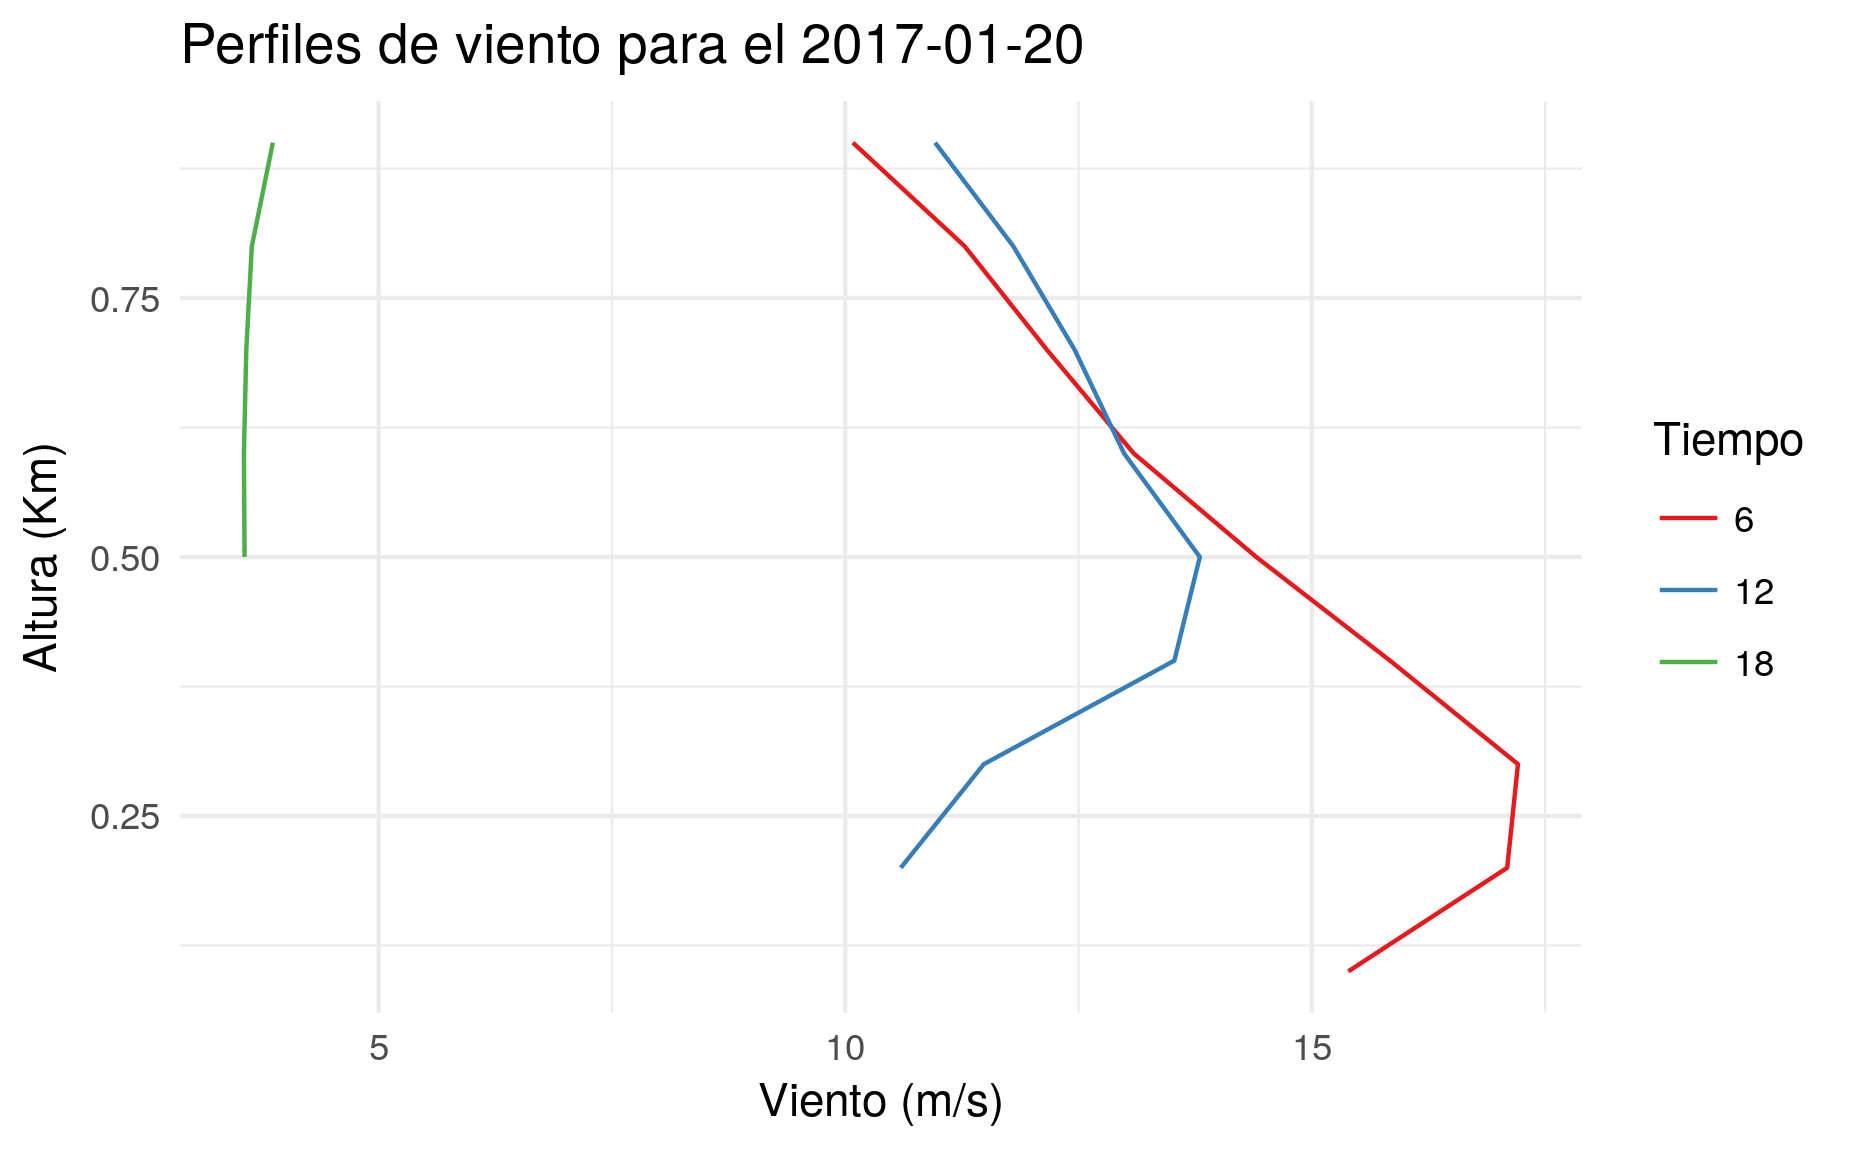 Perfiles de viento para el 2017-01-20
Altura (Km)
0.75
0.50
0.25
5
10
15
Viento (m/s)
Tiempo
6
12
18